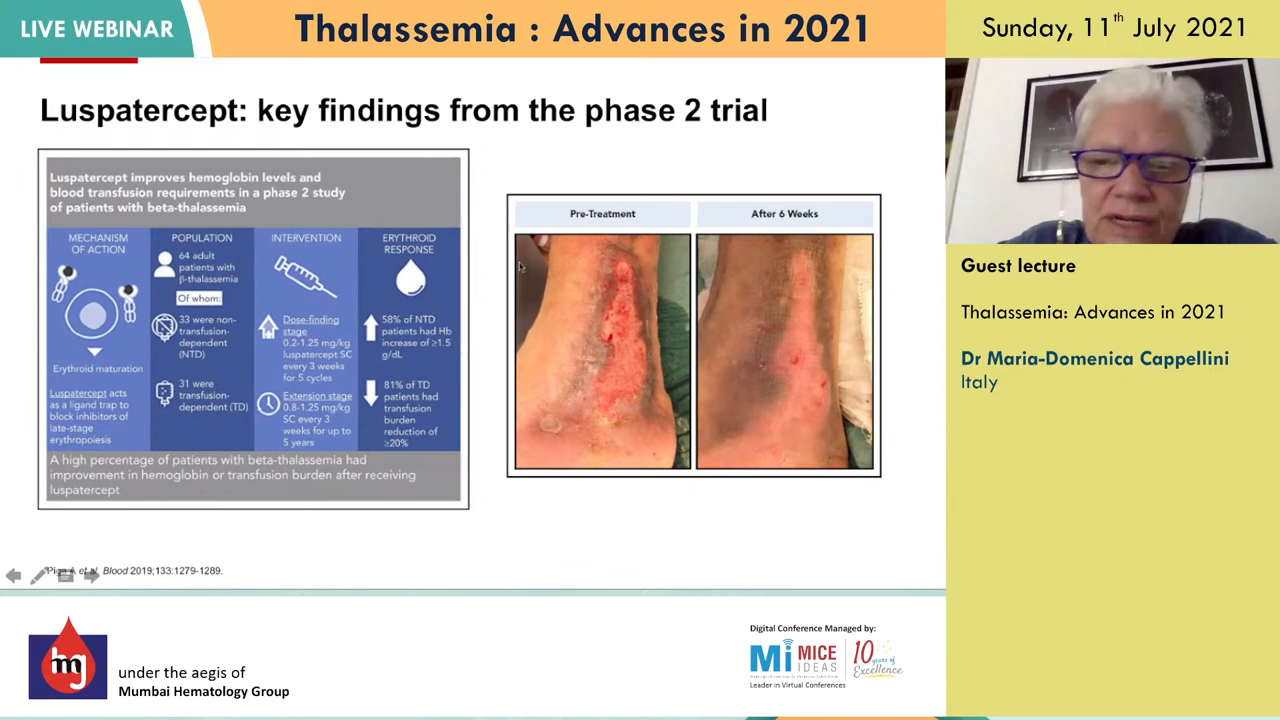 LIVE WEBINAR
Thalassemia : Advances in 2021
Sunday, 11th July 2021
Luspatercept: key findings from the phase 2 trial
Luspatercept improves hemoglobin levels and
blood transfusion requirements in a phase 2 study
of patients with beta-thalassemia
MECHANISM
OF ACTION
Erythroid maturation
Luspatercept acts
as a ligand trap to
block inhibitors of
late-stage
erythropoiesis
POPULATION
64 adult
patients with
β-thalassemia
Of whom:
33 were non-
transfusion-
dependent
(NTD)
31 were
transfusion-
dependent (TD)
INTERVENTION
Dose-finding
stage
0.2-1.25 mg/kg
luspatercept SC
every 3 weeks
for 5 cycles
Extension stage
0.8-1.25 mg/kg
SC every 3
weeks for up to
5 years
ERYTHROID
RESPONSE
58% of NTD
patients had Hb
increase of ≥1.5
g/dL
81% of TD
patients had
transfusion
burden
reduction of
≥20%
A high percentage of patients with beta-thalassemia had
improvement in hemoglobin or transfusion burden after receiving
luspatercept
Pre-Treatment
After 6 Weeks
Piga A et al. Blood 2019;133:1279-1289.
Guest lecture
Thalassemia: Advances in 2021
Dr Maria-Domenica Cappellini
Italy
under the aegis of
Mumbai Hematology Group
Digital Conference Managed by:
Mi MICE
IDEAS
10
years of
Excellence
Leader in Virtual Conferences